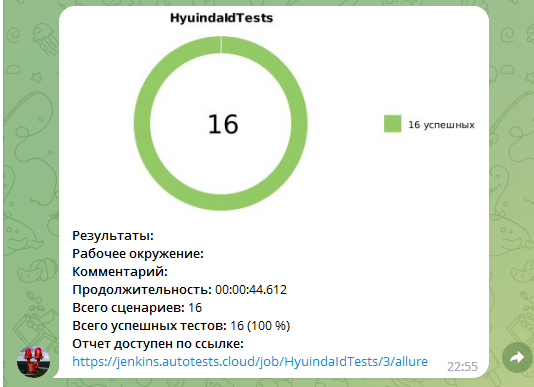 HyuindaIdTests
16
16 успешных
Результаты:
Рабочее окружение:
Комментарий:
Продолжительность: 00:00:44.612
Всего сценариев: 16
Всего успешных тестов: 16 (100 %)
Отчет доступен по ссылке:
https://jenkins.autotests.cloud/job/HyuindaIdTests/3/allure
22:55